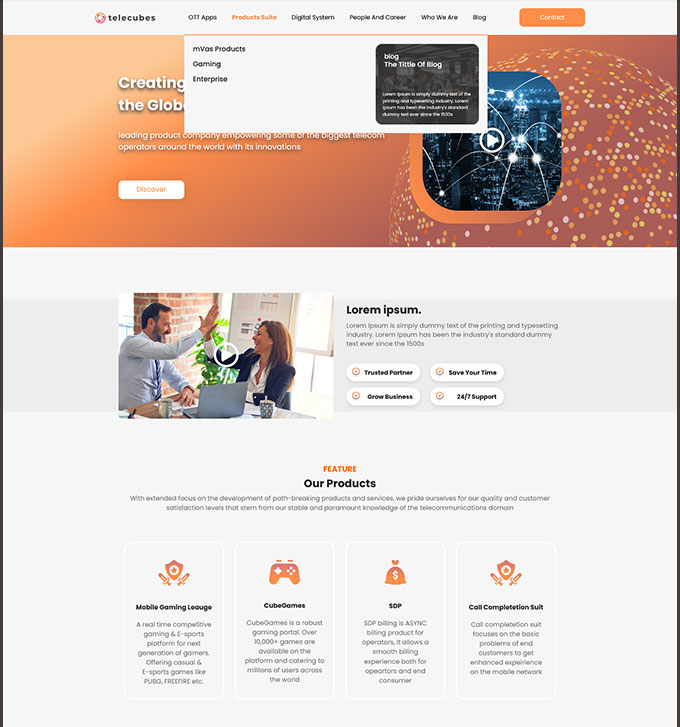 telecubes
OTT Apps
Products Suite
Digital System
People And Career
Who We Are
Blog
Contact
mVas Products
Gaming
Enterprise
blog
The Tittle Of Blog
Lorem Ipsum is simply dummy text of the
printing and typesetting industry. Lorem
Ipsum has been the industry's standard
dummy text ever since the 1500s
Creating
the Glob
leading product company empowering some of the biggest telecom
operators around the world with its innovations
Discover
Lorem ipsum.
Lorem Ipsum is simply dummy text of the printing and typesetting
industry. Lorem Ipsum has been the industry's standard dummy
text ever since the 1500s
Trusted Partner
Save Your Time
Grow Business
24/7 Support
FEATURE
Our Products
With extended focus on the development of path-breaking products and services, we pride ourselves for our quality and customer
satisfaction levels that stem from our stable and paramount knowledge of the telecommunications domain
Mobile Gaming Leauge
A real time competitive
gaming & E-sports
platform for next
generation of gamers.
Offering casual &
E-sports games like
PUBG, FREEFIRE etc.
CubeGames
CubeGames is a robust
gaming portal. Over
10,000+ games are
available on the
platform and catering to
millions of users across
the world
SDP
SDP billing is ASYNC
billing product for
operators, it allows a
smooth billing
experience both for
opeartors and end
consumer
Call Completetion Suit
Call completetion suit
focuses on the basic
problems of end
customers to get
enhanced expeirience
on the mobile network